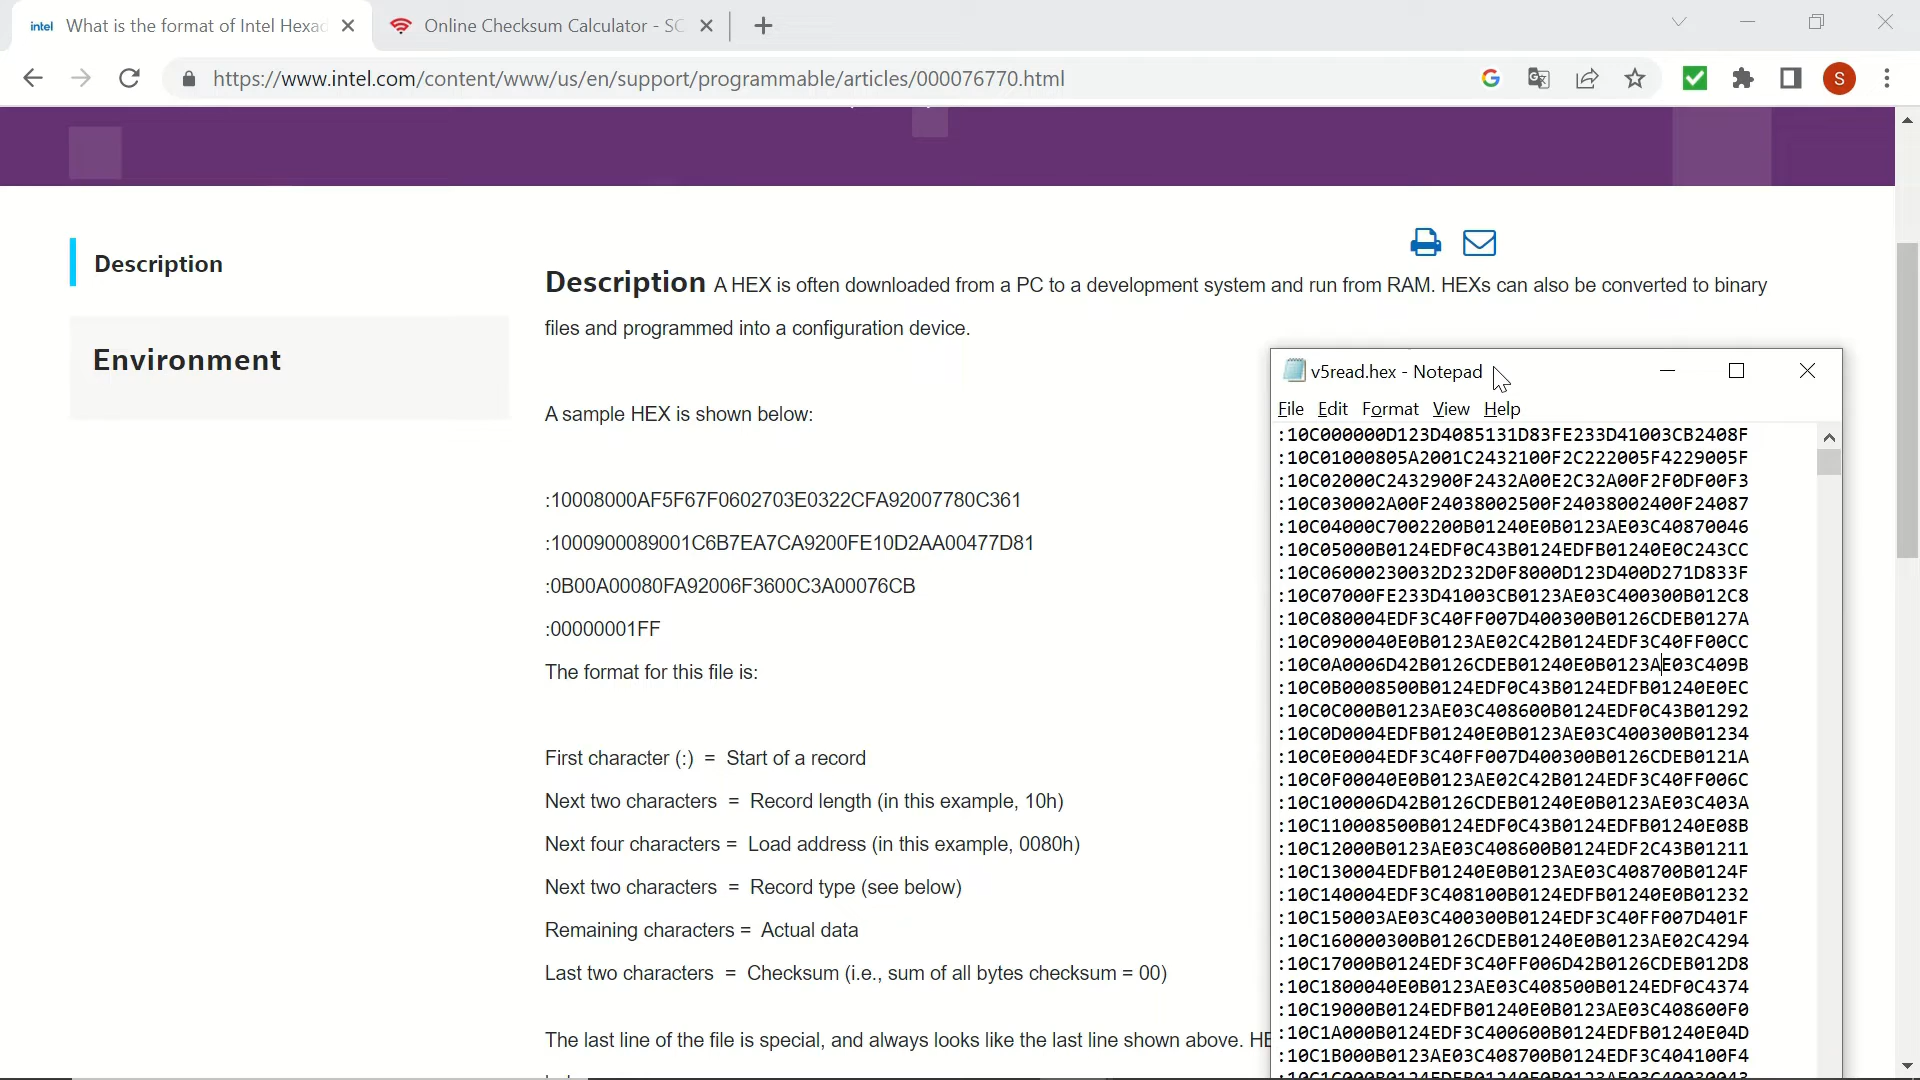 intel What is the format of Intel Hexad
Online Checksum Calculator - SC
https://www.intel.com/content/www/us/en/support/programmable/articles/000076770.html
S
Description
Environment
Description A HEX is often downloaded from a PC to a development system and run from RAM. HEXs can also be converted to binary
files and programmed into a configuration device.
A sample HEX is shown below:
:10008000AF5F67F0602703E0322CFA92007780C361
:1000900089001C6B7EA7CA9200FE10D2AA00477D81
:0B00A00080FA92006F3600C3A00076CB
:00000001FF
The format for this file is:
First character (:) = Start of a record
Next two characters = Record length (in this example, 10h)
Next four characters = Load address (in this example, 0080h)
Next two characters = Record type (see below)
Remaining characters = Actual data
Last two characters = Checksum (i.e., sum of all bytes checksum = 00)
The last line of the file is special, and always looks like the last line shown above. HE
v5read.hex - Notepad
File Edit Format View Help
:10C000000D123D4085131D83FE233D41003CB2408F
:10C01000805A2001C2432100F2C222005F4229005F
:10C02000C2432900F2432A00E2C32A00F2F0DF00F3
:10C030002A00F24038002500F24038002400F24087
:10C04000C7002200B01240E0B0123AE03C40870046
:10C05000B0124EDF0C43B0124EDFB01240E0C243CC
:10C06000230032D232D0F8000D123D400D271D833F
:10C07000FE233D41003CB0123AE03C400300B012C8
:10C080004EDF3C40FF007D400300B0126CDEB0127A
:10C0900040E0B0123AE02C42B0124EDF3C40FF00CC
:10C0A0006D42B0126CDEB01240E0B0123AE03C409B
:10C0B0008500B0124EDF0C43B0124EDFB01240E0EC
:10C0C000B0123AE03C408600B0124EDF0C43B01292
:10C0D0004EDFB01240E0B0123AE03C400300B01234
:10C0E0004EDF3C40FF007D400300B0126CDEB0121A
:10C0F00040E0B0123AE02C42B0124EDF3C40FF006C
:10C100006D42B0126CDEB01240E0B0123AE03C403A
:10C110008500B0124EDF0C43B0124EDFB01240E08B
:10C12000B0123AE03C408600B0124EDF2C43B01211
:10C130004EDFB01240E0B0123AE03C408700B0124F
:10C140004EDF3C408100B0124EDFB01240E0B01232
:10C150003AE03C400300B0124EDF3C40FF007D401F
:10C160000300B0126CDEB01240E0B0123AE02C4294
:10C17000B0124EDF3C40FF006D42B0126CDEB012D8
:10C1800040E0B0123AE03C408500B0124EDF0C4374
:10C19000B0124EDFB01240E0B0123AE03C408600F0
:10C1A000B0124EDF3C400600B0124EDFB01240E04D
:10C1B000B0123AE03C408700B0124EDF3C404100F4